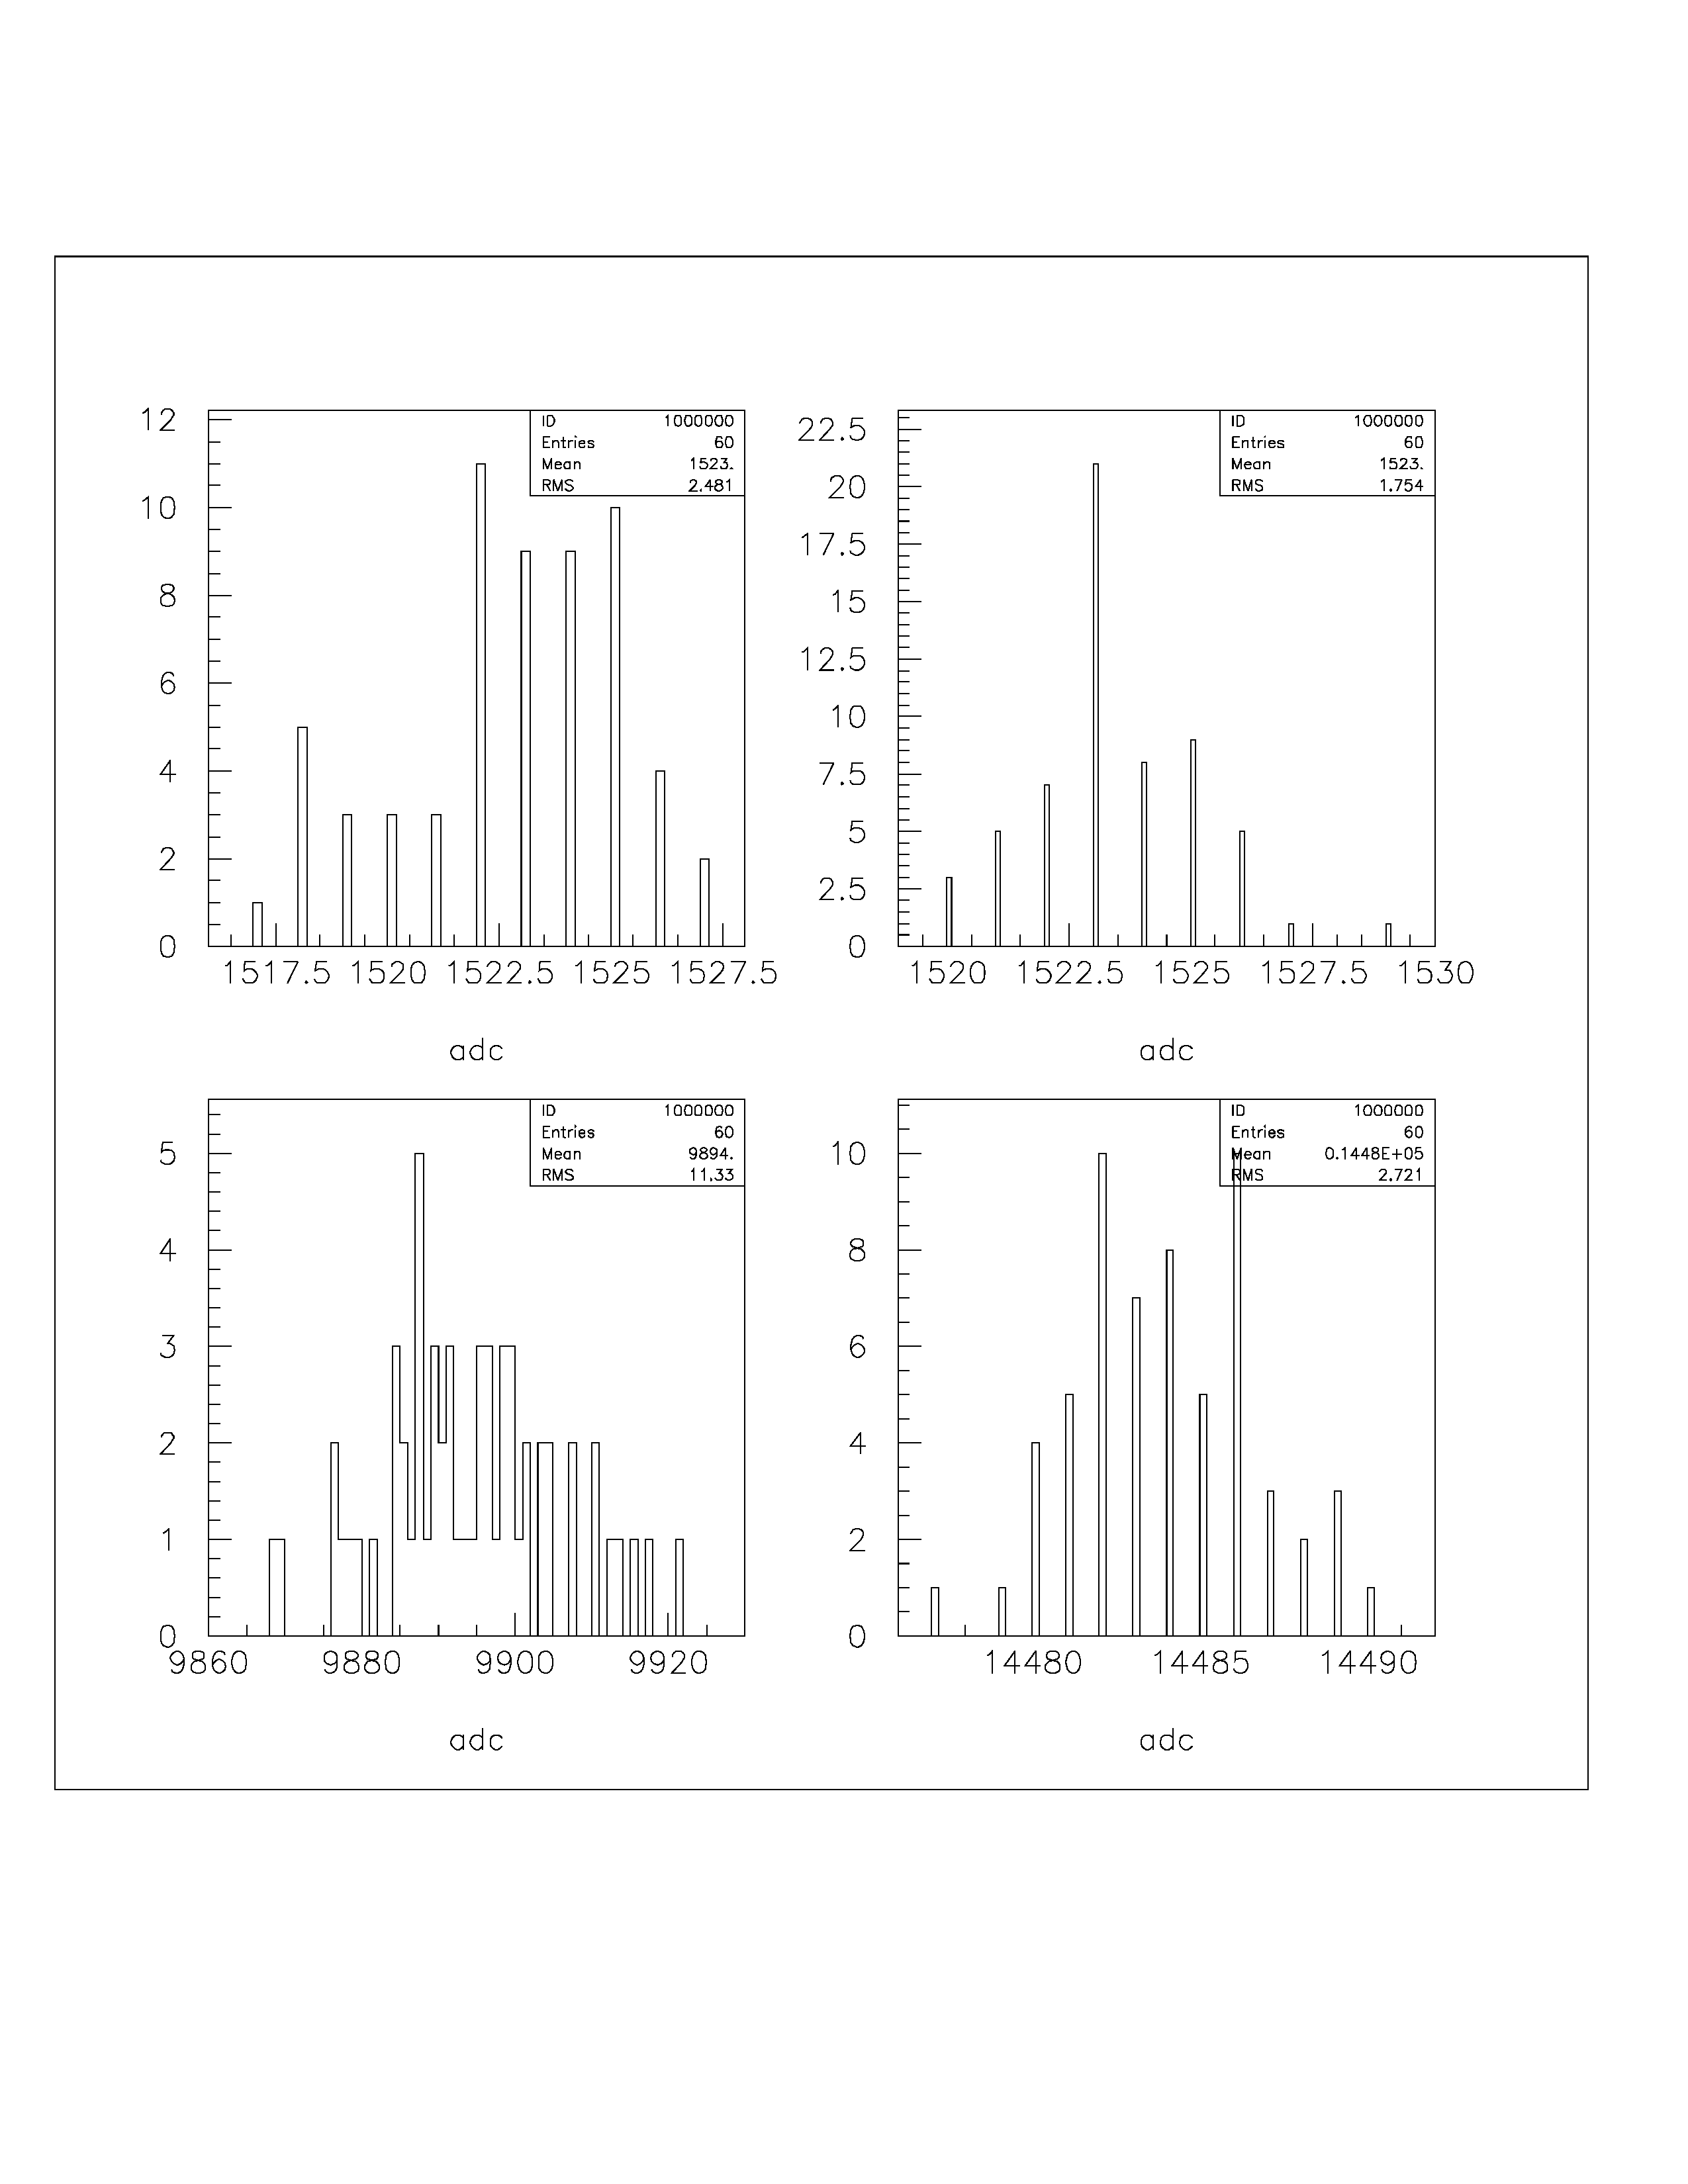 12
10
8
6
4
2
0
1517.5 1520 1522.5 1525 1527.5
adc
ID 1000000
Entries 60
Mean 1523.
RMS 2.481
22.5
20
17.5
15
12.5
10
7.5
5
2.5
0
1520 1522.5 1525 1527.5 1530
adc
ID 1000000
Entries 60
Mean 1523.
RMS 1.754
5
4
3
2
1
0
9860 9880 9900 9920
adc
ID 1000000
Entries 60
Mean 9894.
RMS 11.33
10
8
6
4
2
0
14480 14485 14490
adc
ID 1000000
Entries 60
Mean 0.1448E+05
RMS 2.721